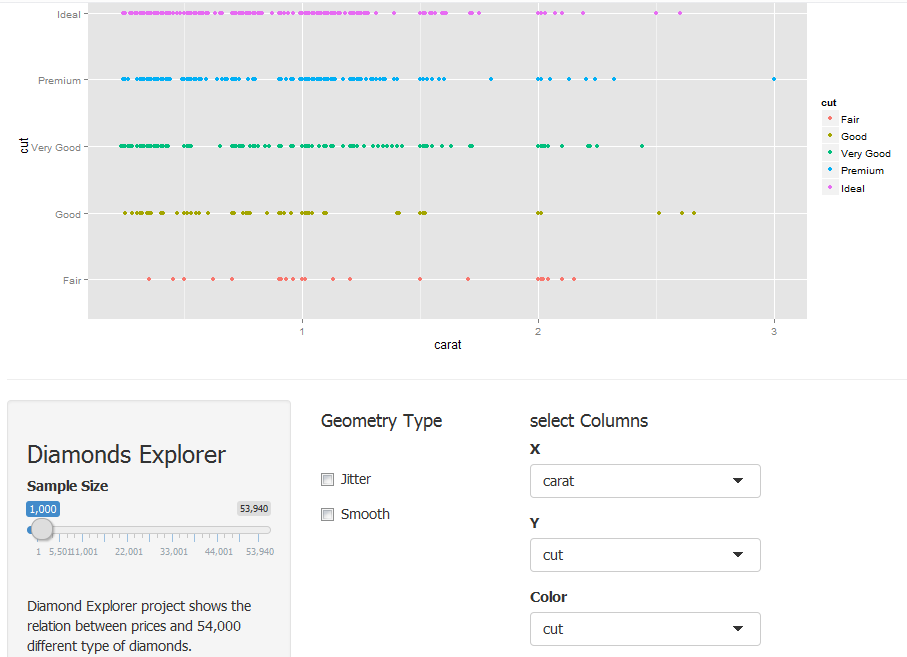 Ideal
Premium
Very Good
Good
Fair
cut
1
2
3
carat
cut
Fair
Good
Very Good
Premium
Ideal
Diamonds Explorer
Sample Size
1,000
53,940
1 5,501 11,001 22,001 33,001 44,001 53,940
Diamond Explorer project shows the
relation between prices and 54,000
different type of diamonds.
Geometry Type
Jitter
Smooth
select Columns
X
carat
Y
cut
Color
cut